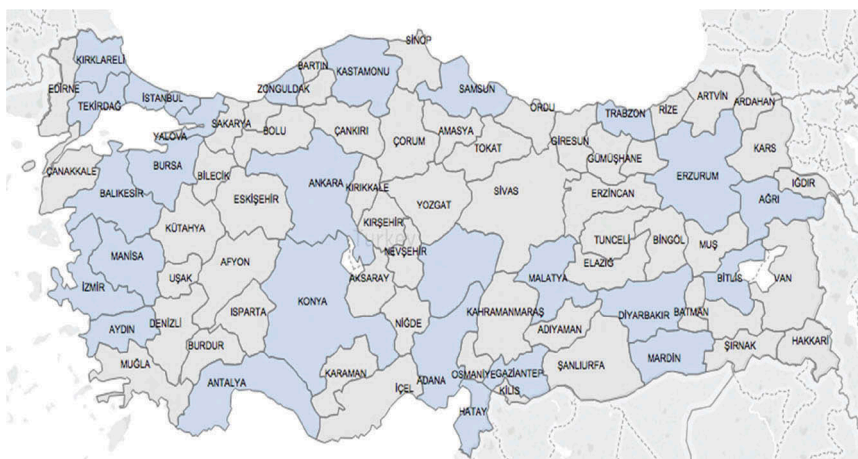 SİNOP
KIRKLARELİ
BARTIN
KASTAMONU
EDİRNE
TEKİRDAĞ
İSTANBUL
ZONGULDAK
SAMSUN
ARTVİN
ARDAHAN
ORDU
TRABZON
RİZE
SAKARYA
YALOVA
BOLU
ÇANKIRI
ÇORUM
AMASYA
TOKAT
GİRESUN
GÜMÜŞHANE
KARS
ÇANAKKALE
BURSA
BİLECİK
ERZURUM
IĞDIR
BALIKESİR
ESKİŞEHİR
ANKARA
KIRIKKALE
YOZGAT
SİVAS
ERZİNCAN
AĞRI
KÜTAHYA
KIRŞEHİR
TUNCELİ
BİNGÖL
MUŞ
MANİSA
AFYON
NEVŞEHİR
ELAZIĞ
UŞAK
AKSARAY
MALATYA
BİTLİS
VAN
İZMİR
KONYA
KAHRAMANMARAŞ
DİYARBAKIR
BATMAN
AYDIN
DENİZLİ
ISPARTA
NİĞDE
ADIYAMAN
BURDUR
ŞIRNAK
HAKKARİ
MUĞLA
ANTALYA
KARAMAN
ADANA
OSMANİYE
GAZİANTEP
ŞANLIURFA
MARDİN
İÇEL
KİLİS
HATAY